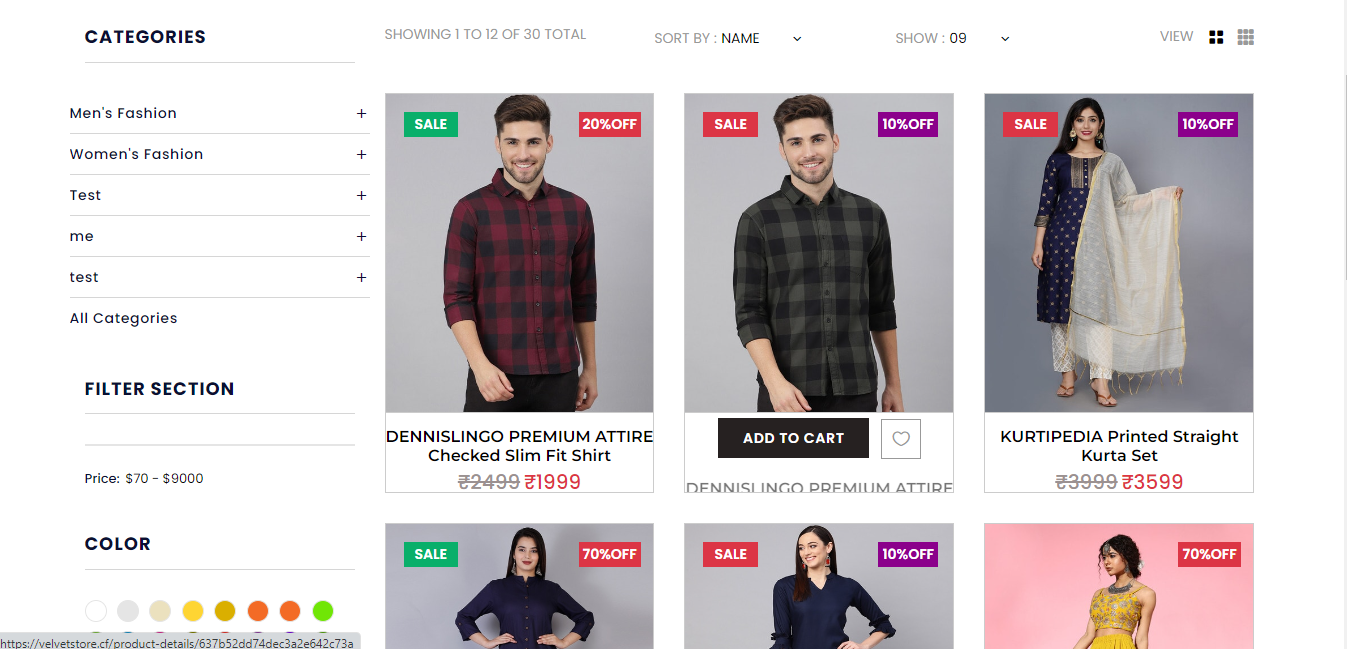 CATEGORIES
Men's Fashion +
Women's Fashion +
Test +
me +
test +
All Categories
FILTER SECTION
Price: $70 - $9000
COLOR
SHOWING 1 TO 12 OF 30 TOTAL
SORT BY : NAME
SHOW : 09
VIEW
SALE 20%OFF
DENNISLINGO PREMIUM ATTIRE
Checked Slim Fit Shirt
₹2499 ₹1999
SALE 10%OFF
ADD TO CART
DENNISLINGO PREMIUM ATTIRE
SALE 10%OFF
KURTIPEDIA Printed Straight
Kurta Set
₹3999 ₹3599
SALE 70%OFF
SALE 10%OFF
70%OFF
https://velvetstore.cf/product-details/637b52dd74dec3a2e642c73a